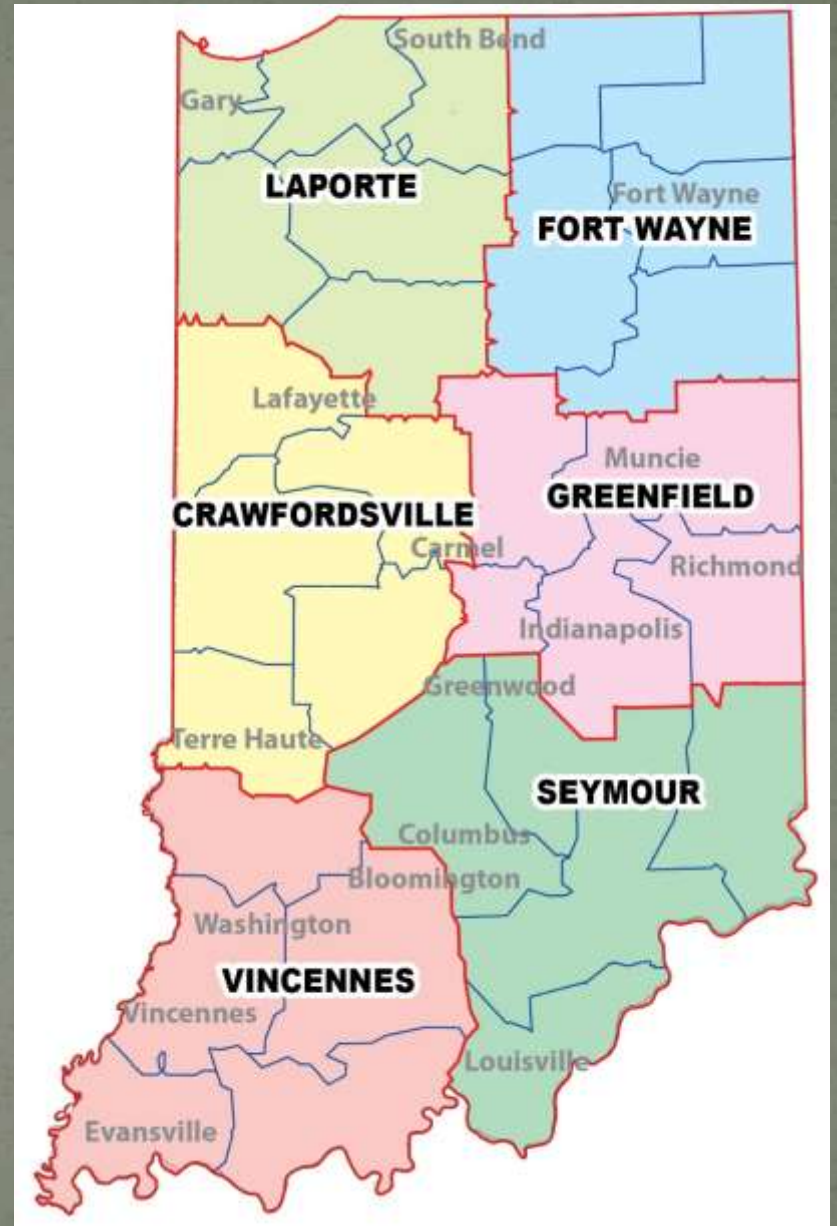 South Bend
Gary
LAPORTE
Fort Wayne
FORT WAYNE
Lafayette
Muncie
GREENFIELD
CRAWFORDSVILLE
Carmel
Richmond
Indianapolis
Greenwood
Terre Haute
SEYMOUR
Columbus
Bloomington
Washington
VINCENNES
Vincennes
Louisville
Evansville